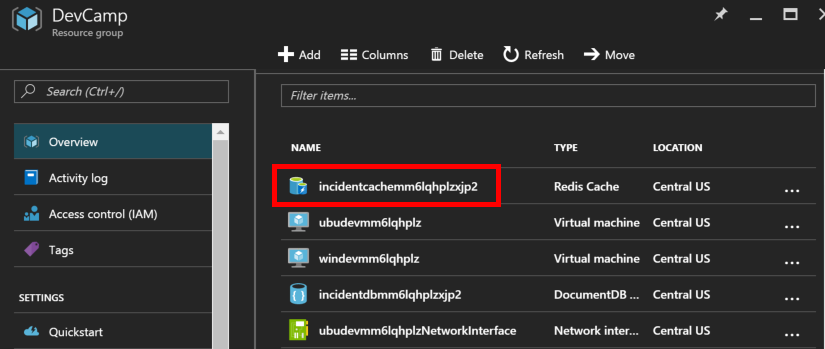 DevCamp
Resource group
Add Columns Delete Refresh Move
Search (Ctrl+/)
Overview
Activity log
Access control (IAM)
Tags
SETTINGS
Quickstart
Filter items...
NAME TYPE LOCATION
incidentcachemm6lqhplzxjp2 Redis Cache Central US ...
ubudevmm6lqhplz Virtual machine Central US ...
windevmm6lqhplz Virtual machine Central US ...
incidentdbmm6lqhplzxjp2 DocumentDB ... Central US ...
ubudevmm6lqhplzNetworkInterface Network inter... Central US ...